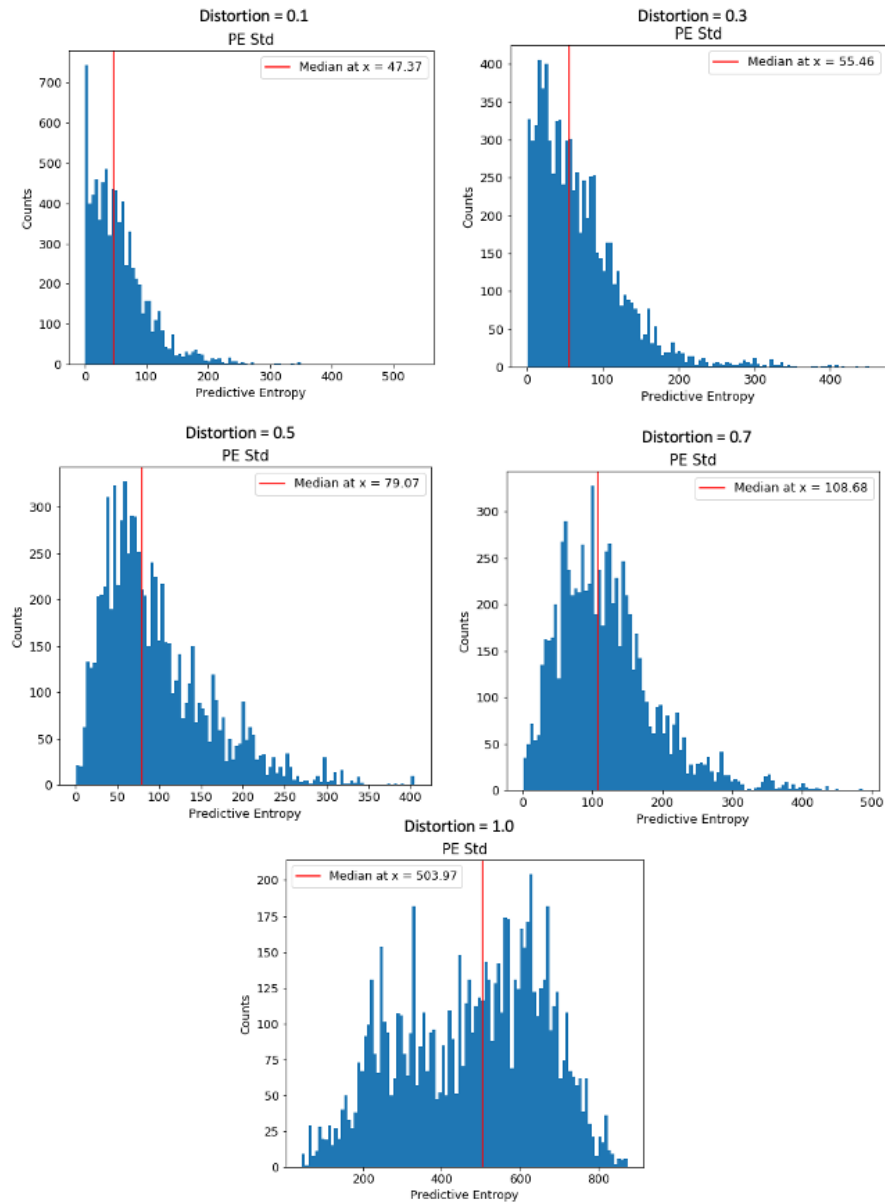 Distortion = 0.1
PE Std
Median at x = 47.37
700
600
500
400
300
200
100
0
Counts
0 100 200 300 400 500
Predictive Entropy
Distortion = 0.3
PE Std
Median at x = 55.46
400
350
300
250
200
150
100
50
0
Counts
0 100 200 300 400
Predictive Entropy
Distortion = 0.5
PE Std
Median at x = 79.07
300
250
200
150
100
50
0
Counts
0 50 100 150 200 250 300 350 400
Predictive Entropy
Distortion = 0.7
PE Std
Median at x = 108.68
300
250
200
150
100
50
0
Counts
0 100 200 300 400 500
Predictive Entropy
Distortion = 1.0
PE Std
Median at x = 503.97
200
175
150
125
100
75
50
25
0
Counts
200 400 600 800
Predictive Entropy